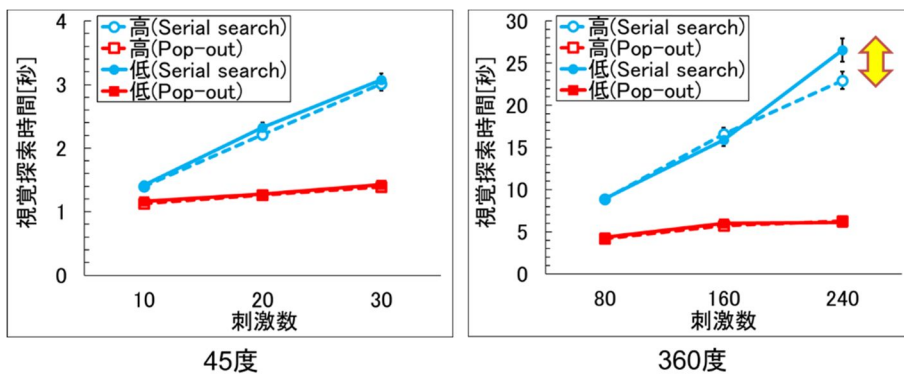 高(Serial search)
高(Pop-out)
低(Serial search)
低(Pop-out)
視覚探索時間[秒]
4
3
2
1
0
10 20 30
刺激数
45度
高(Serial search)
高(Pop-out)
低(Serial search)
低(Pop-out)
視覚探索時間[秒]
30
25
20
15
10
5
0
80 160 240
刺激数
360度